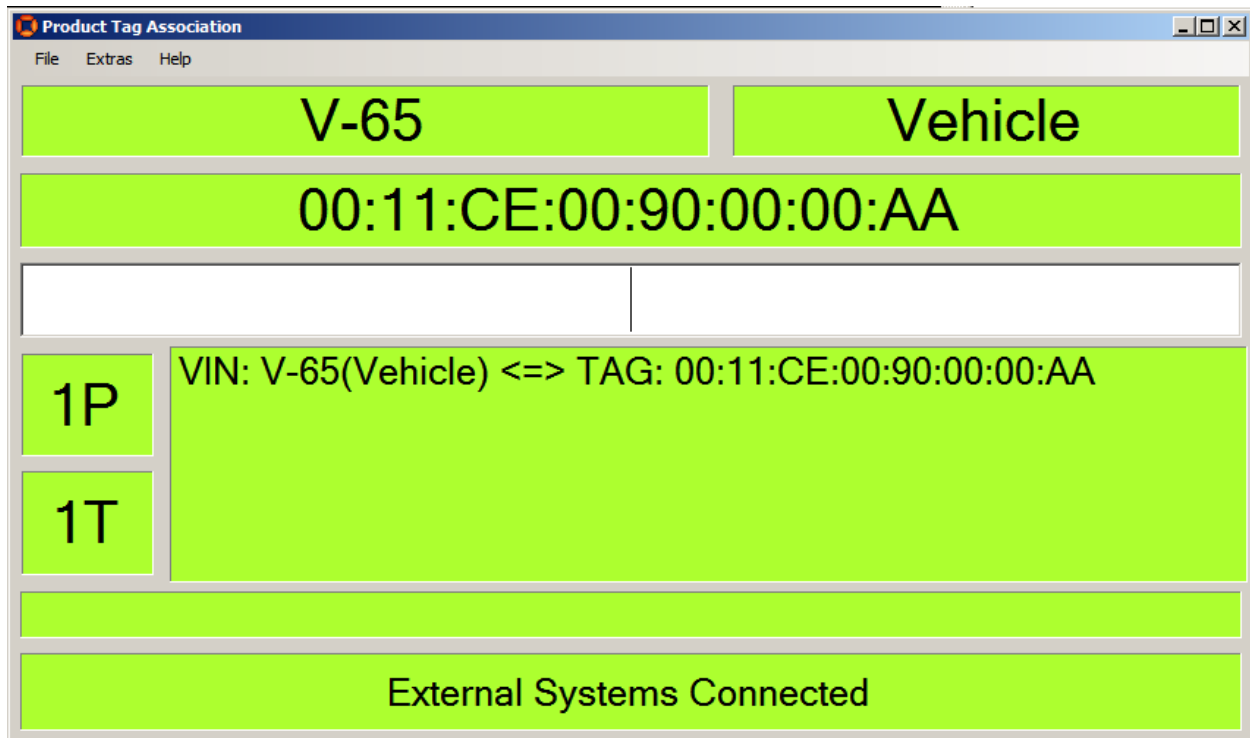 Product Tag Association
File Extras Help
V-65 Vehicle
00:11:CE:00:90:00:00:AA
1P
VIN: V-65(Vehicle) <=> TAG: 00:11:CE:00:90:00:00:AA
1T
External Systems Connected